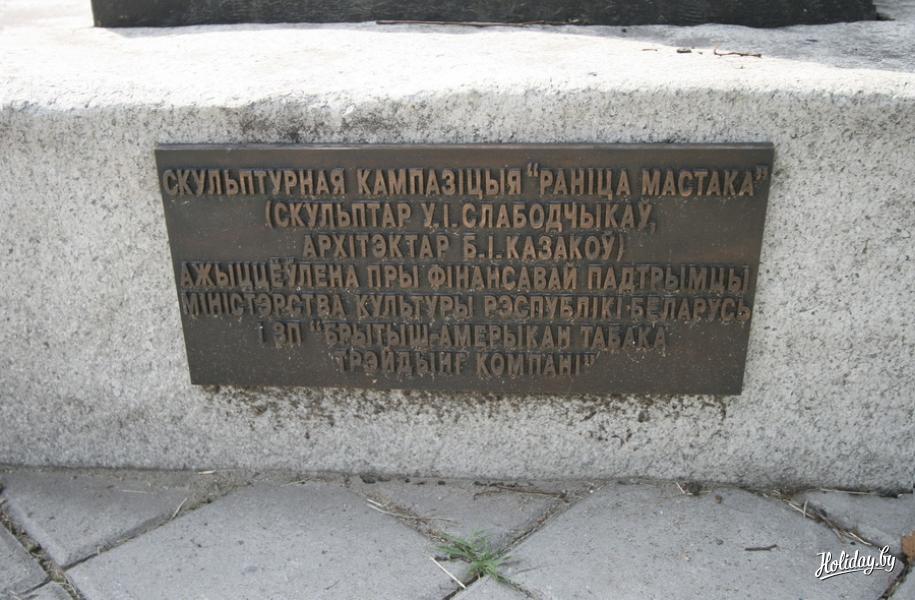 СКУЛЬПТУРНАЯ КАМПАЗІЦЫЯ "РАНІЦА МАСТАКА"
(СКУЛЬПТАР У.І.СЛАБОДЧЫКАЎ,
АРХІТЭКТАР Б.І.КАЗАКОЎ)
АЖЫЦЦЁЎЛЕНА ПРЫ ФІНАНСАВАЙ ПАДТРЫМЦЫ
МІНІСТЭРСТВА КУЛЬТУРЫ РЭСПУБЛІКІ БЕЛАРУСЬ
І ЗП "БРЫТЫШ-АМЕРЫКАН ТАБАКА
ТРЭЙДЫНГ КОМПАНІ"
Holiday.by